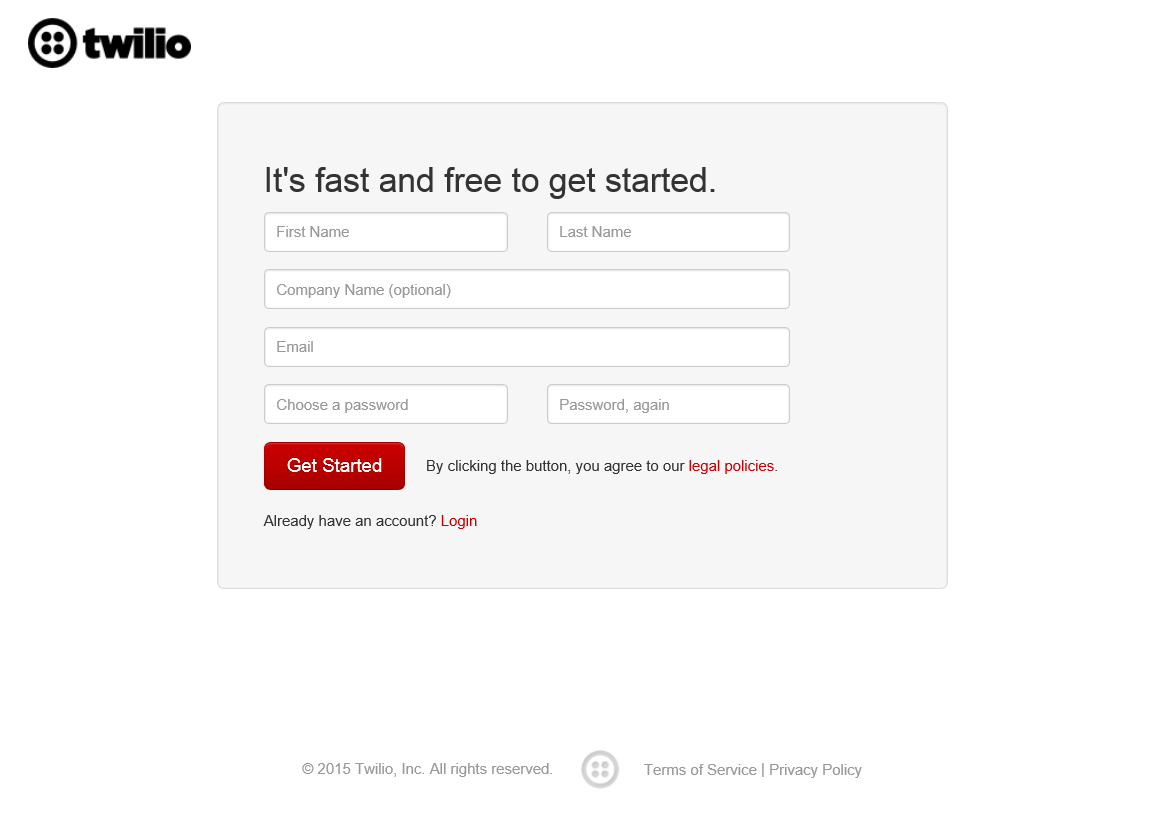 twilio
It's fast and free to get started.
First Name Last Name
Company Name (optional)
Email
Choose a password Password, again
Get Started By clicking the button, you agree to our legal policies.
Already have an account? Login
© 2015 Twilio, Inc. All rights reserved. Terms of Service | Privacy Policy